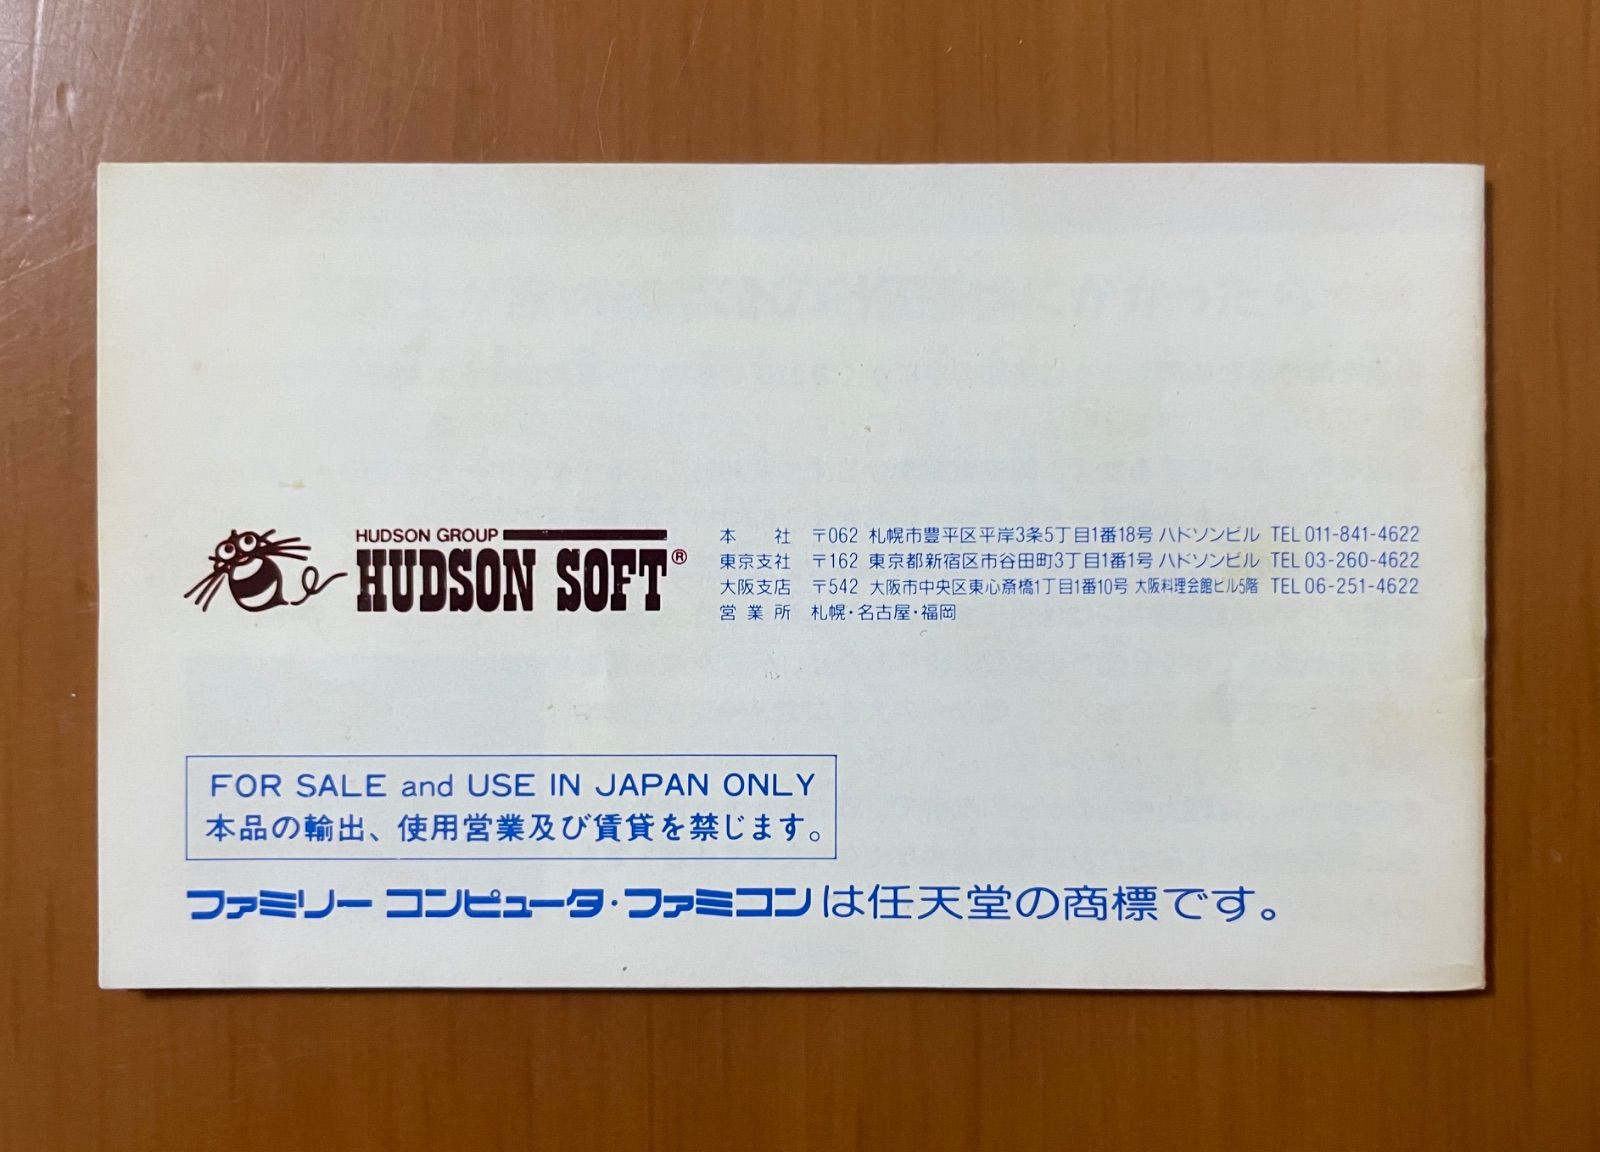 HUDSON GROUP
HUDSON SOFT®
本社 〒062 札幌市豊平区平岸3条5丁目1番18号 ハドソンビル TEL 011-841-4622
東京支社 〒162 東京都新宿区市谷田町3丁目1番1号 ハドソンビル TEL 03-260-4622
大阪支店 〒542 大阪市中央区東心斎橋1丁目1番10号 大阪料理会館ビル5階 TEL 06-251-4622
営業所 札幌・名古屋・福岡
FOR SALE and USE IN JAPAN ONLY
本品の輸出、使用営業及び賃貸を禁じます。
ファミリー コンピュータ・ファミコンは任天堂の商標です。